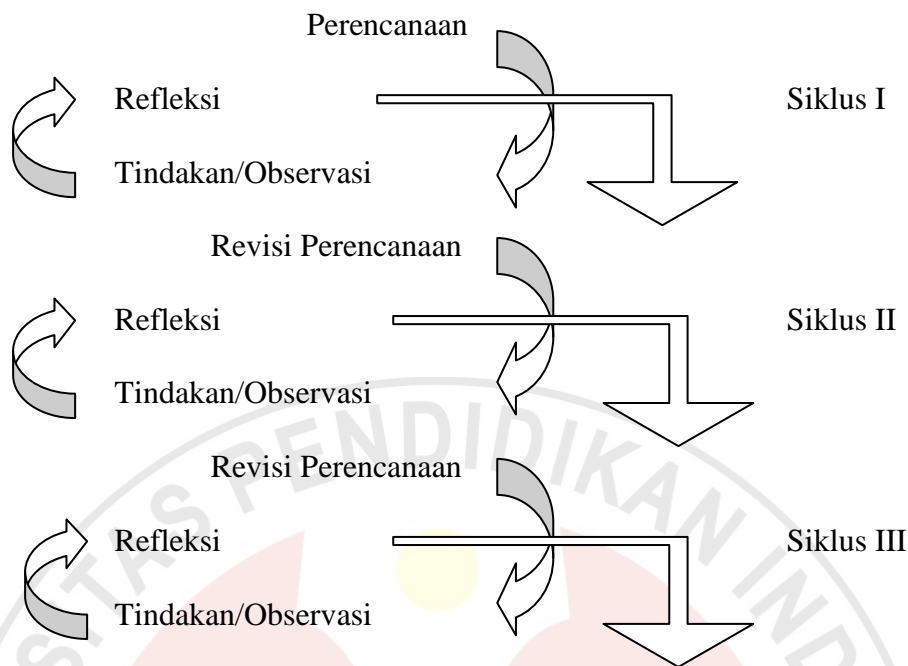 Perencanaan
Refleksi Siklus I
Tindakan/Observasi
Revisi Perencanaan
Refleksi Siklus II
Tindakan/Observasi
Revisi Perencanaan
Refleksi Siklus III
Tindakan/Observasi
PENDIDIKAN